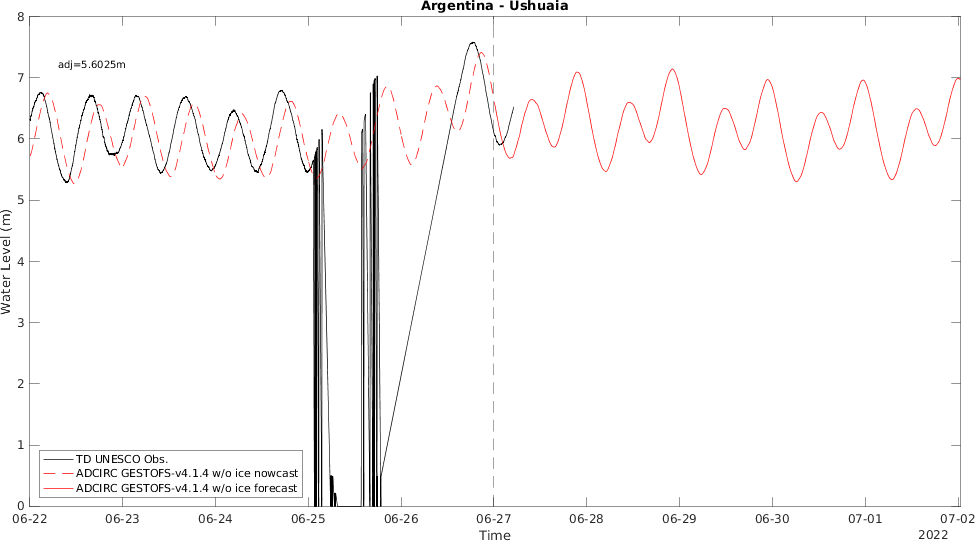 Argentina - Ushuaia
8
7
6
5
4
3
2
1
0
Water Level (m)
adj=5.6025m
TD UNESCO Obs.
ADCIRC GESTOFS-v4.1.4 w/o ice nowcast
ADCIRC GESTOFS-v4.1.4 w/o ice forecast
06-22 06-23 06-24 06-25 06-26 06-27 06-28 06-29 06-30 07-01 07-02
Time
2022